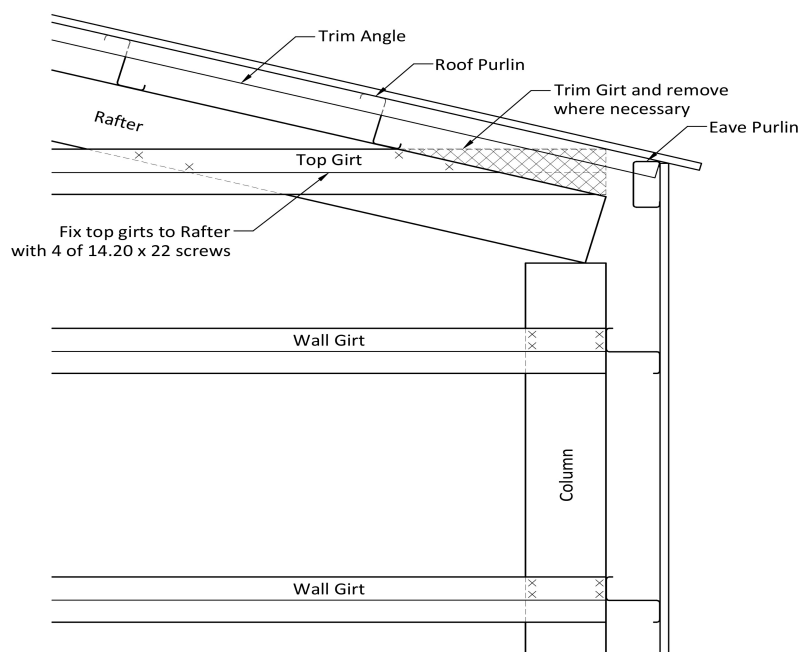 Trim Angle
Roof Purlin
Trim Girt and remove
where necessary
Eave Purlin
Rafter
Top Girt
Fix top girts to Rafter
with 4 of 14.20 x 22 screws
Wall Girt
Column
Wall Girt